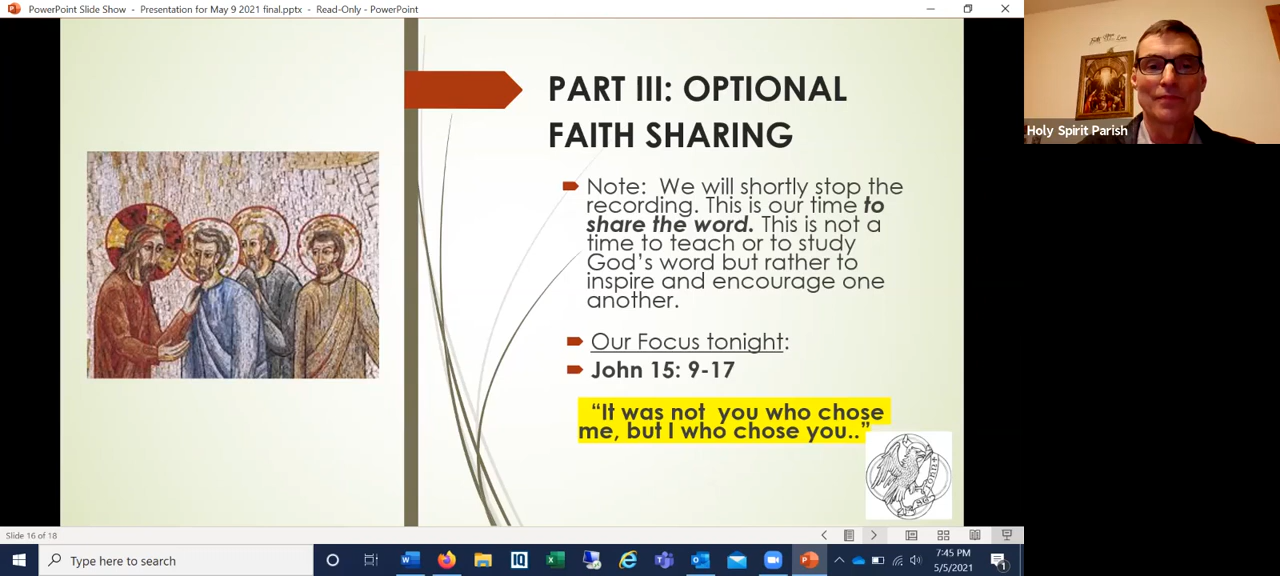 PowerPoint Slide Show - Presentation for May 9 2021 final.pptx - Read-Only - PowerPoint
PART III: OPTIONAL
FAITH SHARING
Note: We will shortly stop the
recording. This is our time to
share the word. This is not a
time to teach or to study
God's word but rather to
inspire and encourage one
another.
Our Focus tonight:
John 15: 9-17
“It was not you who chose
me, but I who chose you..”
Holy Spirit Parish
Slide 16 of 18
Type here to search
7:45 PM
5/5/2021